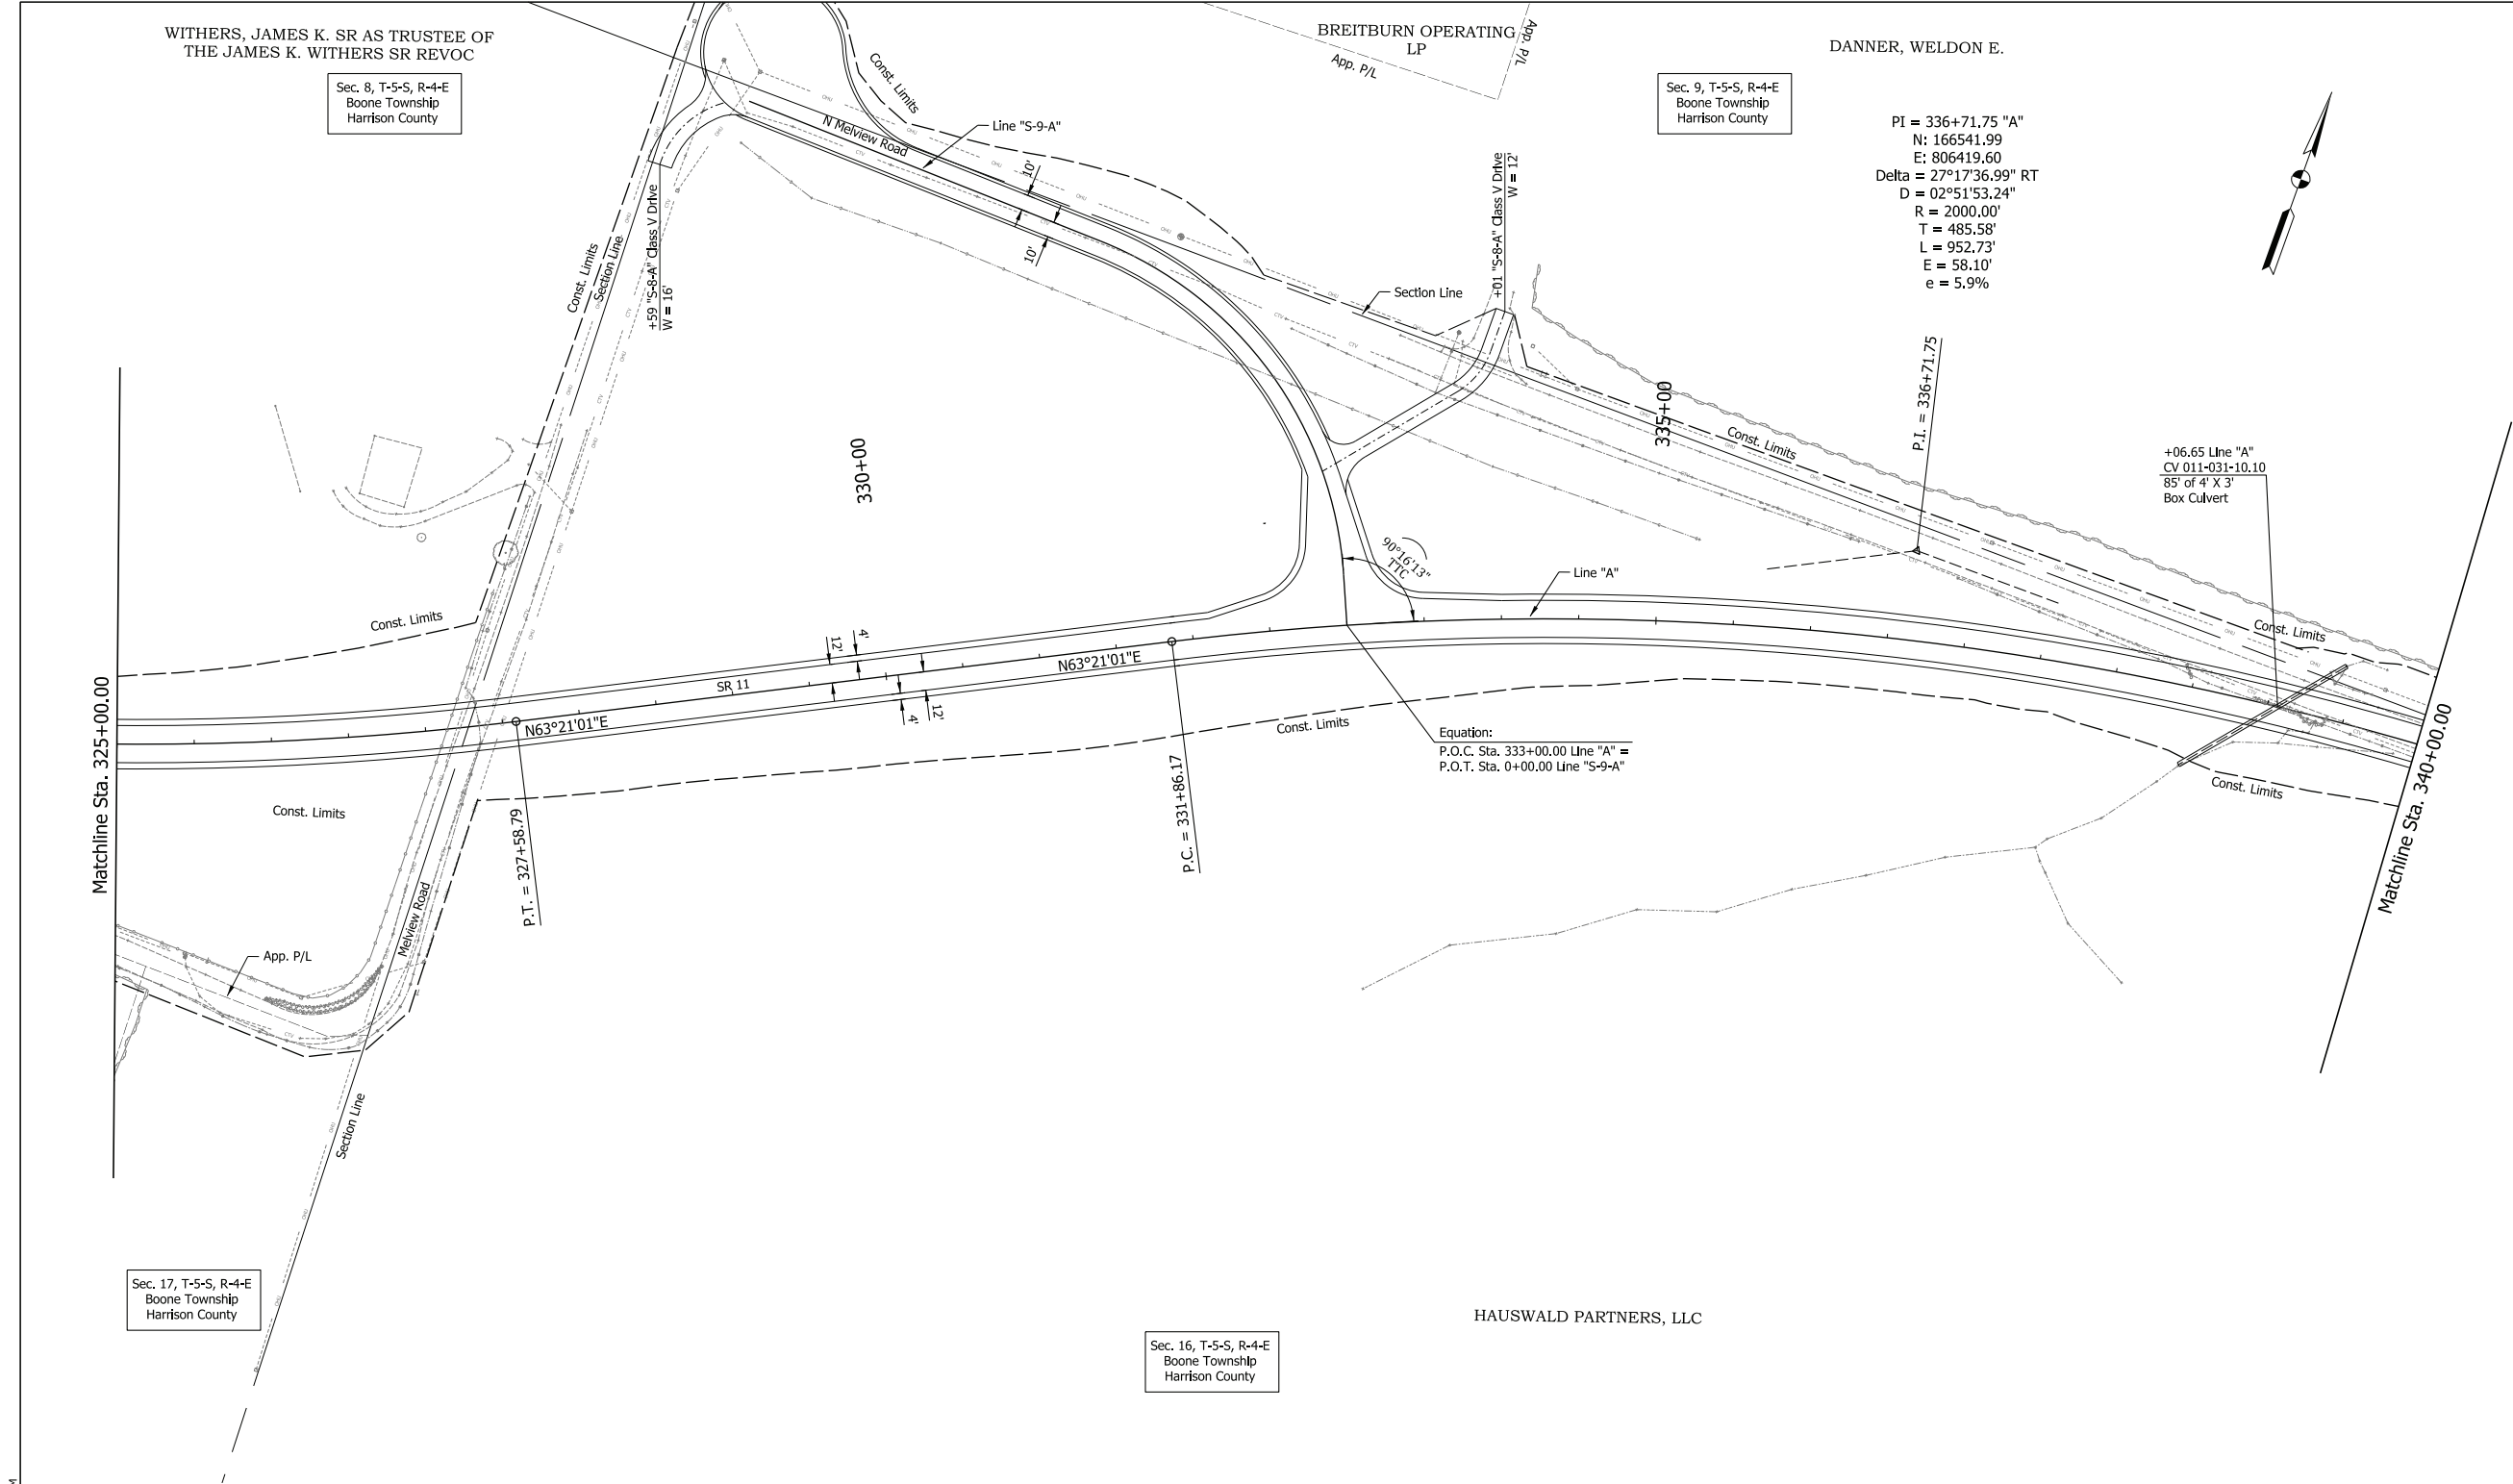 WITHERS, JAMES K. SR AS TRUSTEE OF
THE JAMES K. WITHERS SR REVOC
Sec. 8, T-5-S, R-4-E
Boone Township
Harrison County
BREITBURN OPERATING
LP
App. P/L
App. P/L
DANNER, WELDON E.
Sec. 9, T-5-S, R-4-E
Boone Township
Harrison County
PI = 336+71.75 "A"
N: 166541.99
E: 806419.60
Delta = 27°17'36.99" RT
D = 02°51'53.24"
R = 2000.00'
T = 485.58'
L = 952.73'
E = 58.10'
e = 5.9%
Const. Limits
N Melview Road
Line "S-9-A"
10'
10'
+59 "S-8-A" Class V Drive
W = 16'
Const. Limits
Section Line
+01 "S-8-A" Class V Drive
W = 12'
Section Line
335+00
Const. Limits
P.I. = 336+71.75
+06.65 Line "A"
CV 011-031-10.10
85' of 4' X 3'
Box Culvert
330+00
90°16'13"
TTC
Line "A"
Const. Limits
Const. Limits
12'
4'
N63°21'01"E
SR 11
N63°21'01"E
4'
12'
Const. Limits
Equation:
P.O.C. Sta. 333+00.00 Line "A" =
P.O.T. Sta. 0+00.00 Line "S-9-A"
Matchline Sta. 325+00.00
Const. Limits
P.T. = 327+58.79
P.C. = 331+86.17
Const. Limits
Matchline Sta. 340+00.00
Melview Road
App. P/L
Section Line
Sec. 17, T-5-S, R-4-E
Boone Township
Harrison County
HAUSWALD PARTNERS, LLC
Sec. 16, T-5-S, R-4-E
Boone Township
Harrison County